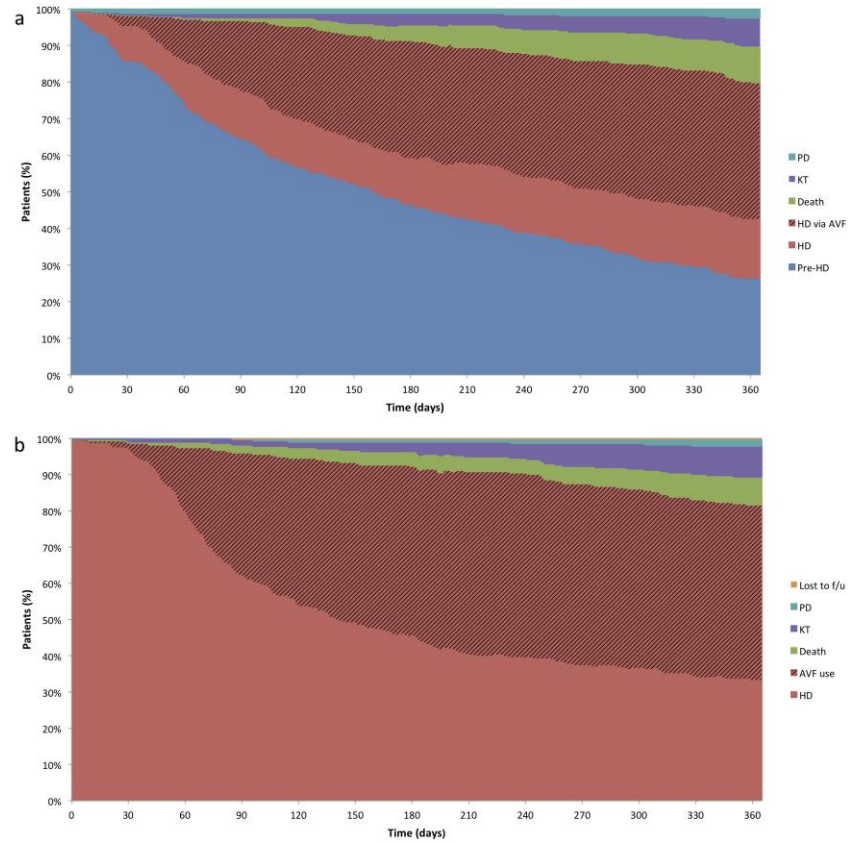 a
100%
90%
80%
70%
60%
50%
40%
30%
20%
10%
0%
Patients (%)
0 30 60 90 120 150 180 210 240 270 300 330 360
Time (days)
PD
KT
Death
HD via AVF
HD
Pre-HD
b
100%
90%
80%
70%
60%
50%
40%
30%
20%
10%
0%
Patients (%)
0 30 60 90 120 150 180 210 240 270 300 330 360
Time (days)
Lost to f/u
PD
KT
Death
AVF use
HD